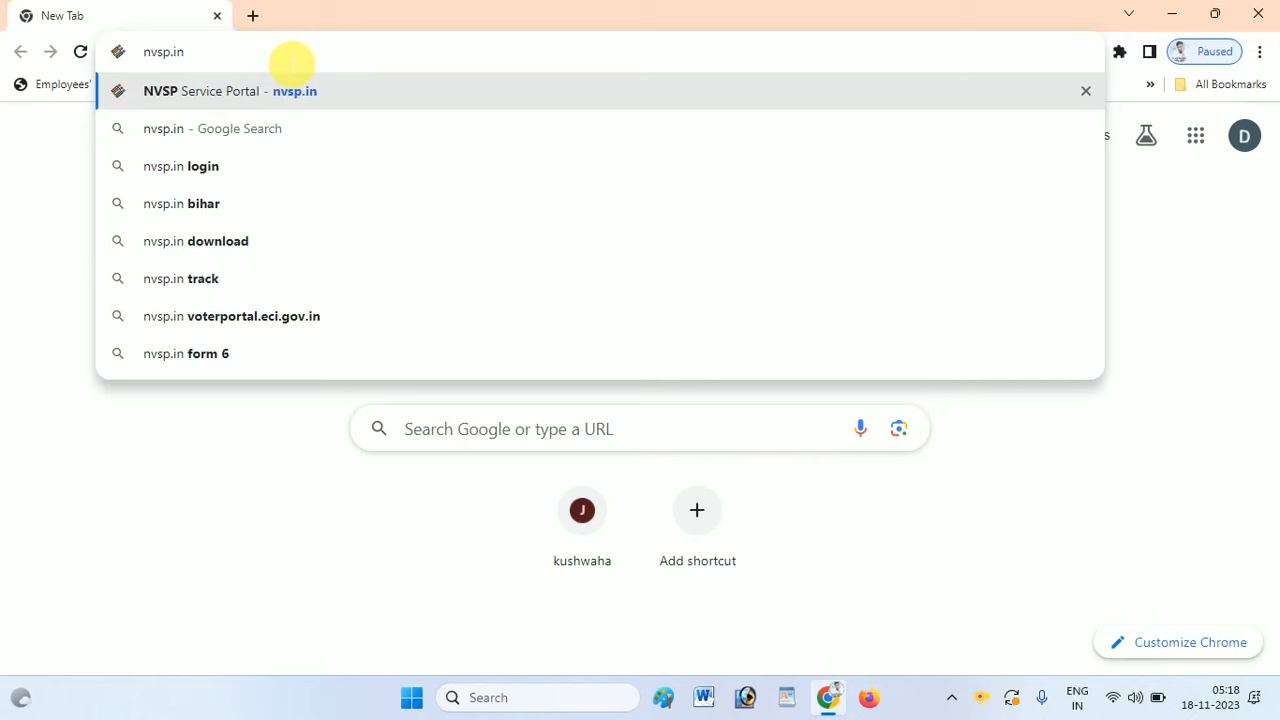 New Tab
nvsp.in
Paused
Employees'
NVSP Service Portal - nvsp.in
» All Bookmarks
nvsp.in - Google Search
s
D
nvsp.in login
nvsp.in bihar
nvsp.in download
nvsp.in track
nvsp.in voterportal.eci.gov.in
nvsp.in form 6
Search Google or type a URL
J
kushwaha
Add shortcut
Customize Chrome
Search
W
ENG
IN
05:18
18-11-2023